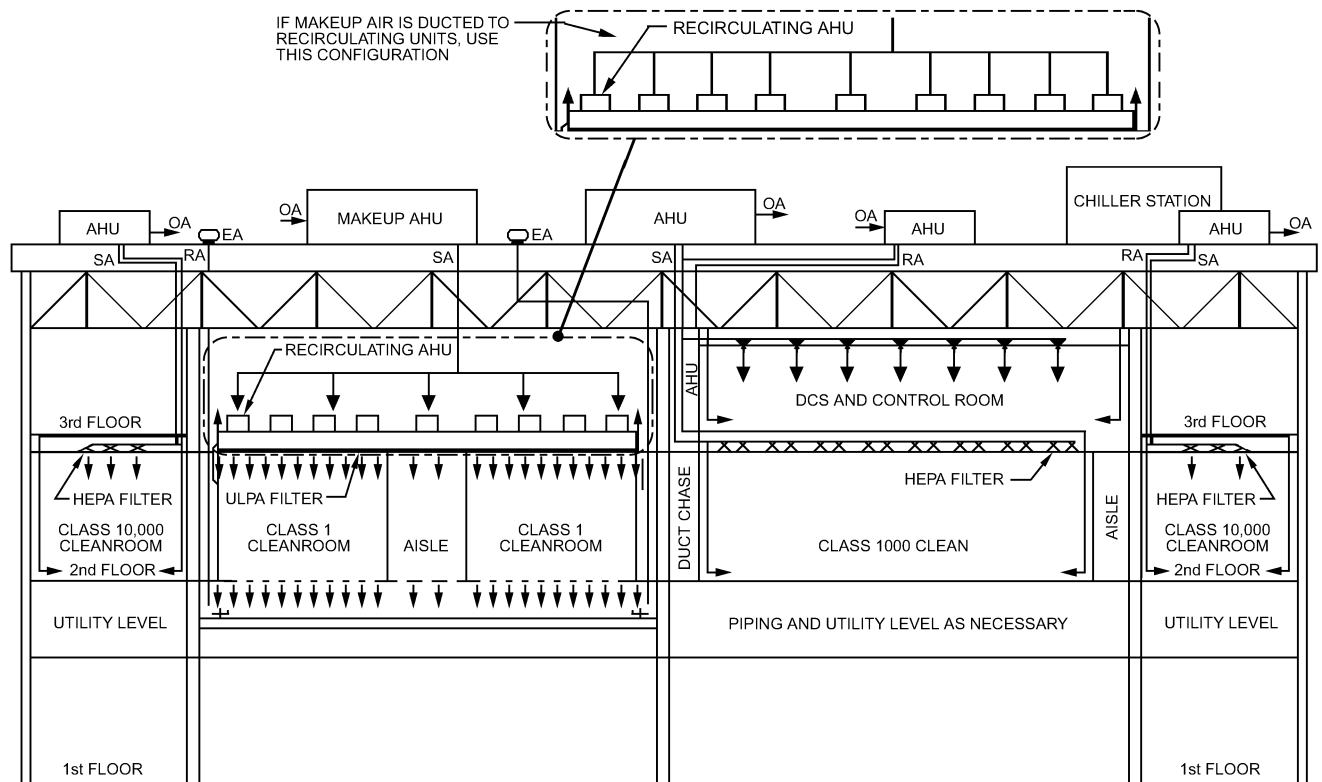 IF MAKEUP AIR IS DUCTED TO
RECIRCULATING UNITS, USE
THIS CONFIGURATION
RECIRCULATING AHU
CHILLER STATION
AHU
OA
EA
OA
MAKEUP AHU
EA
AHU
OA
OA
AHU
AHU
OA
SA
RA
SA
SA
RA
RA
SA
RECIRCULATING AHU
AHU
DCS AND CONTROL ROOM
3rd FLOOR
3rd FLOOR
HEPA FILTER
ULPA FILTER
HEPA FILTER
HEPA FILTER
CLASS 10,000
CLEANROOM
CLASS 1
CLEANROOM
AISLE
CLASS 1
CLEANROOM
DUCT CHASE
CLASS 1000 CLEAN
AISLE
CLASS 10,000
CLEANROOM
2nd FLOOR
2nd FLOOR
UTILITY LEVEL
PIPING AND UTILITY LEVEL AS NECESSARY
UTILITY LEVEL
1st FLOOR
1st FLOOR